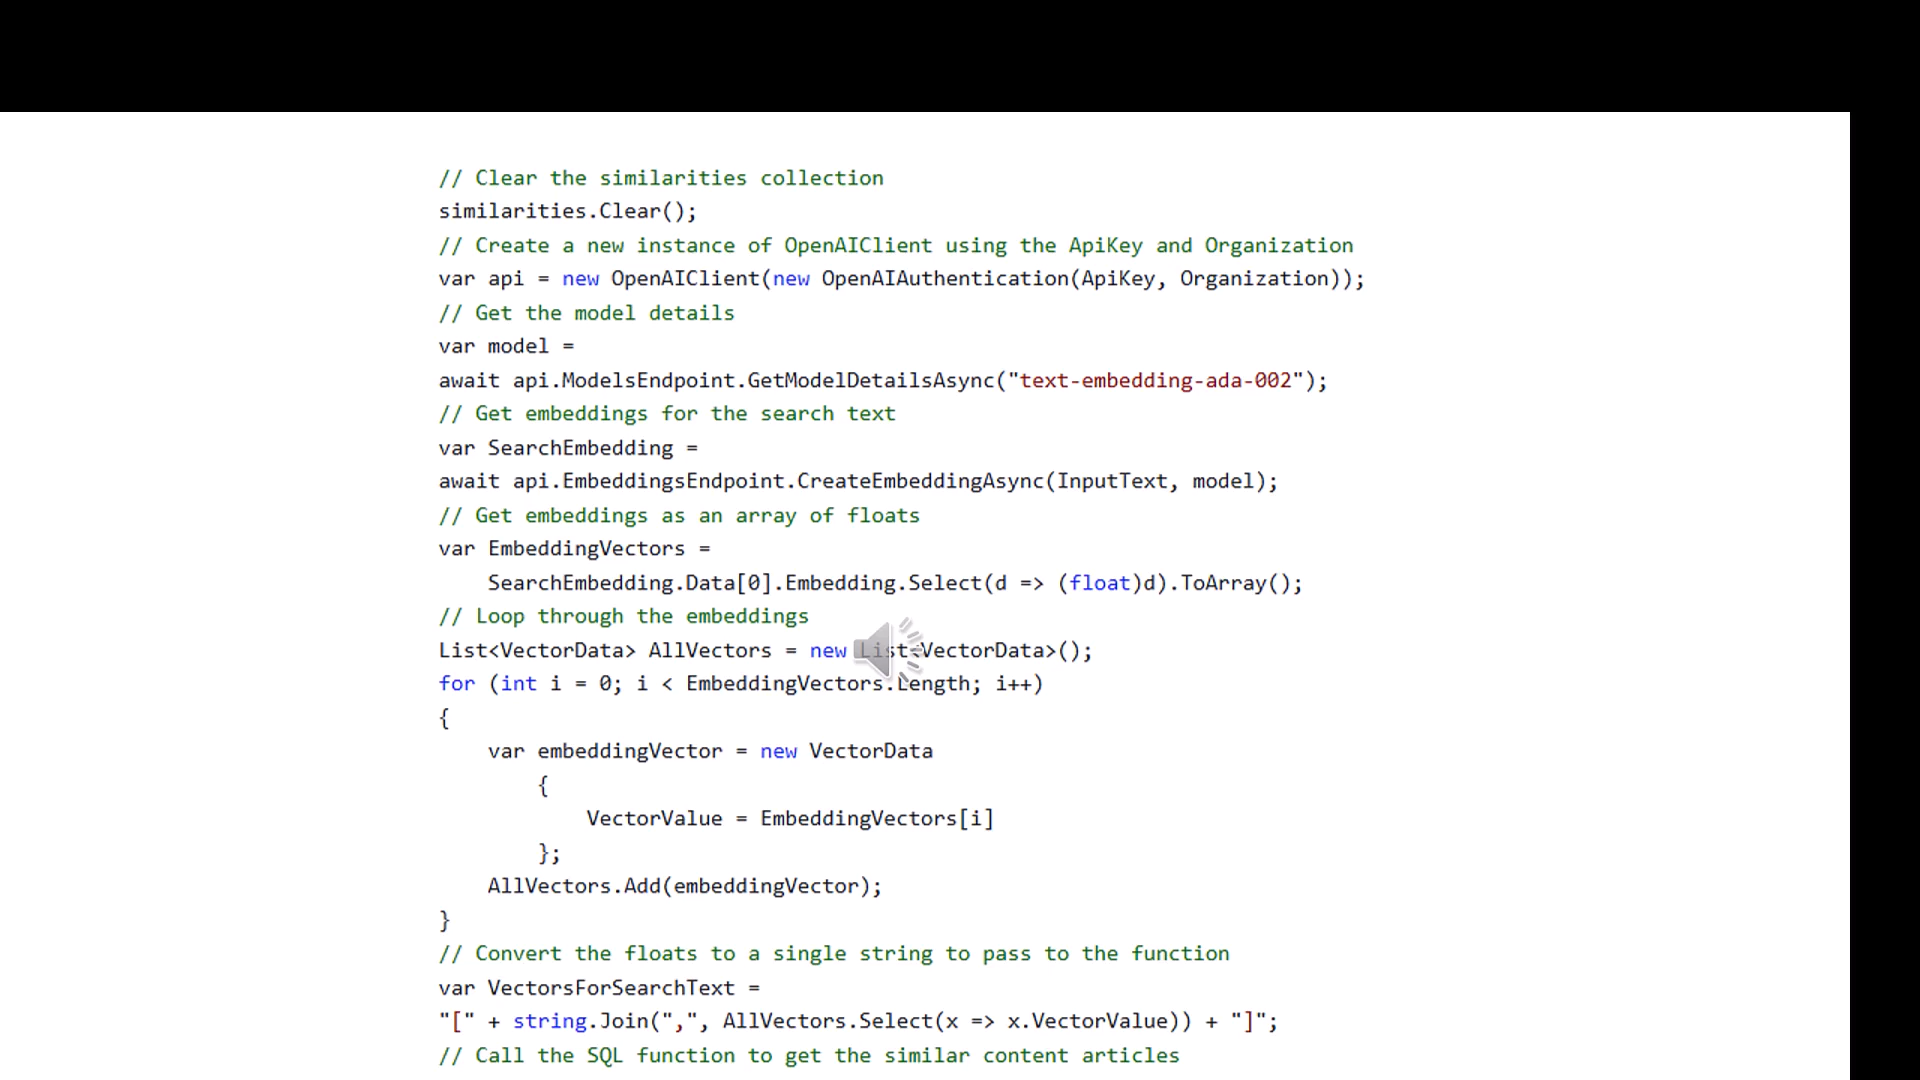 // Clear the similarities collection
similarities.Clear();
// Create a new instance of OpenAIClient using the ApiKey and Organization
var api = new OpenAIClient(new OpenAIAuthentication(ApiKey, Organization));
// Get the model details
var model =
await api.ModelsEndpoint.GetModelDetailsAsync("text-embedding-ada-002");
// Get embeddings for the search text
var SearchEmbedding =
await api.EmbeddingsEndpoint.CreateEmbeddingAsync(InputText, model);
// Get embeddings as an array of floats
var EmbeddingVectors =
    SearchEmbedding.Data[0].Embedding.Select(d => (float)d).ToArray();
// Loop through the embeddings
List<VectorData> AllVectors = new List<VectorData>();
for (int i = 0; i < EmbeddingVectors.Length; i++)
{
    var embeddingVector = new VectorData
        {
            VectorValue = EmbeddingVectors[i]
        };
    AllVectors.Add(embeddingVector);
}
// Convert the floats to a single string to pass to the function
var VectorsForSearchText =
"[" + string.Join(",", AllVectors.Select(x => x.VectorValue)) + "]";
// Call the SQL function to get the similar content articles